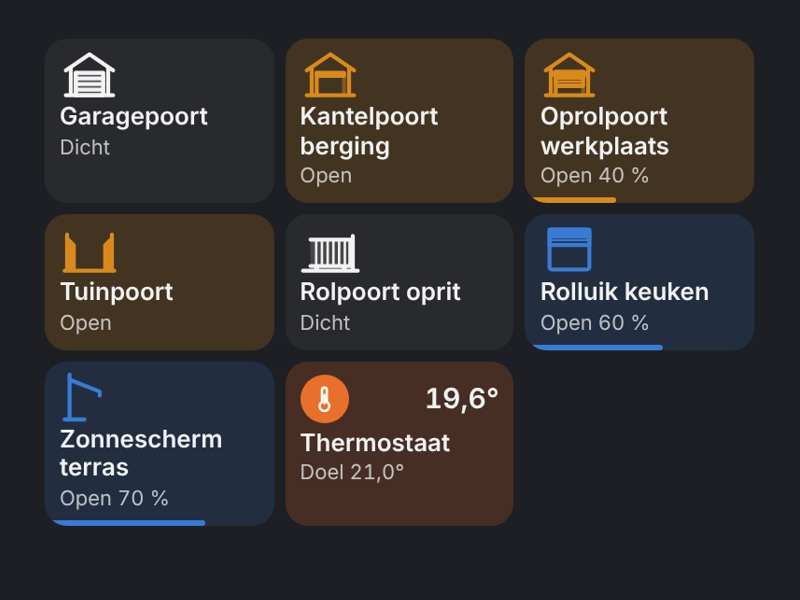 Garagepoort
Dicht
Kantelpoort
berging
Open
Oprolpoort
werkplaats
Open 40 %
Tuinpoort
Open
Rolpoort oprit
Dicht
Rolluik keuken
Open 60 %
Zonnescherm
terras
Open 70 %
19,6°
Thermostaat
Doel 21,0°